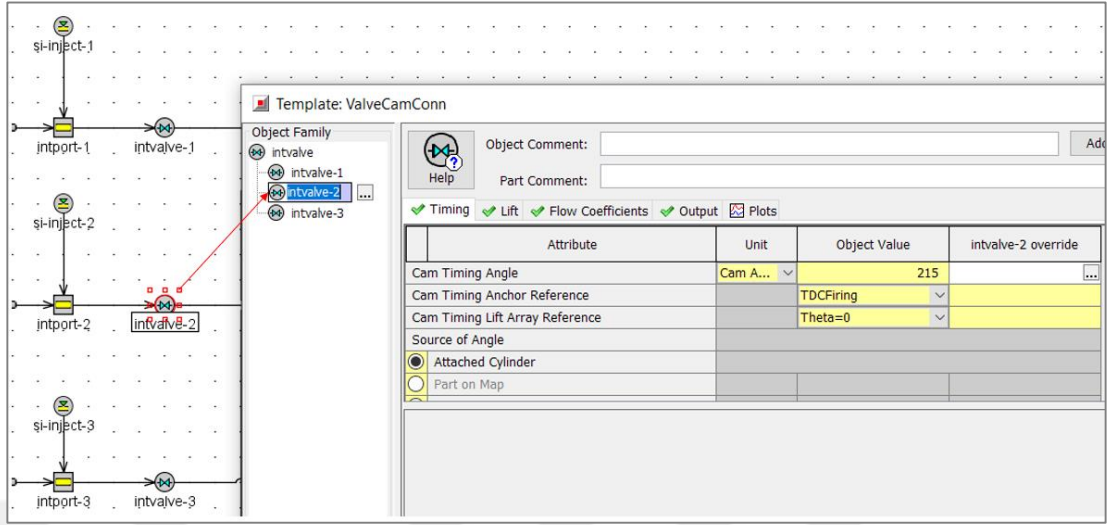 si-inject-1
intport-1
intvalve-1
si-inject-2
intport-2
intvalve-2
si-inject-3
intport-3
intvalve-3
Template: ValveCamConn
Object Family
intvalve
intvalve-1
intvalve-2 ...
intvalve-3
Help
Object Comment:
Add
Part Comment:
Timing Lift Flow Coefficients Output Plots
Attribute Unit Object Value intvalve-2 override
Cam Timing Angle Cam A... 215 ...
Cam Timing Anchor Reference TDCFiring
Cam Timing Lift Array Reference Theta=0
Source of Angle
Attached Cylinder
Part on Map